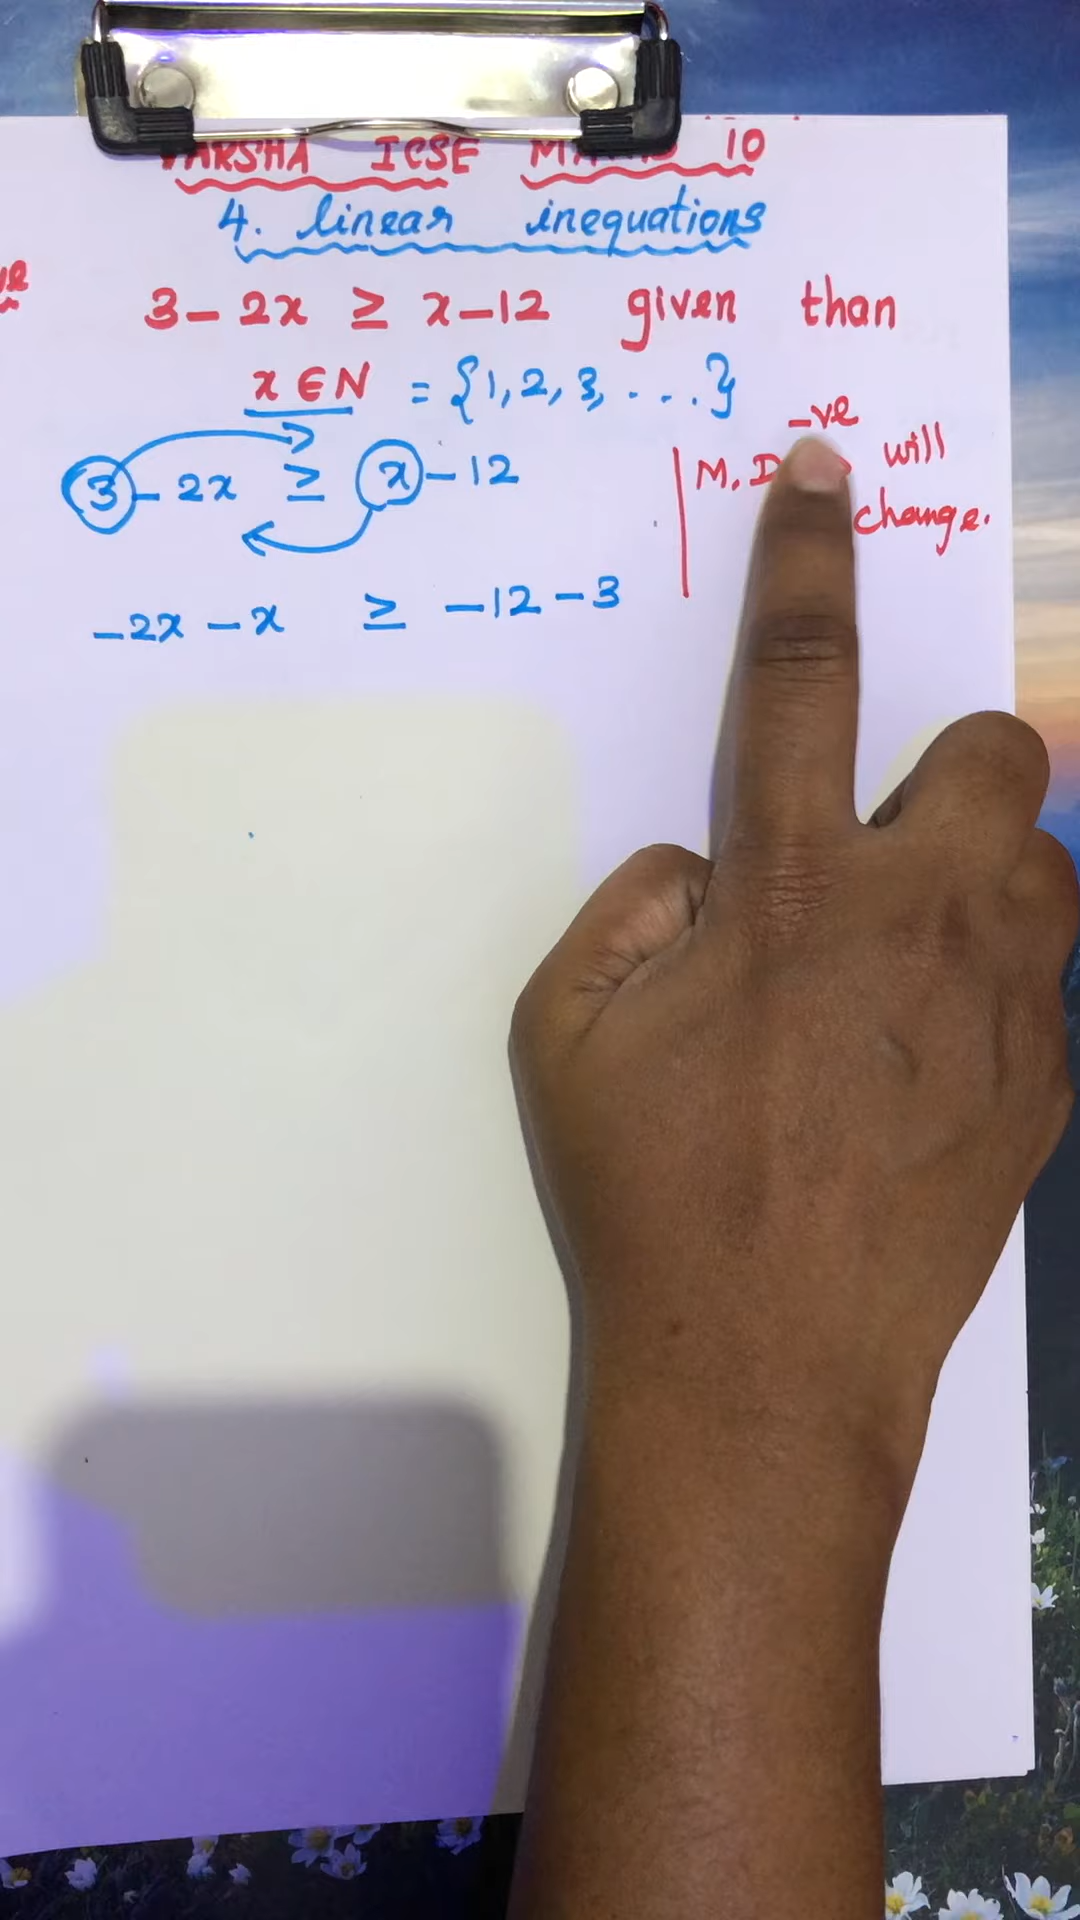 ICSE 10
4. linear inequations
3 - 2x ≥ x - 12 given than
x ∈ N = {1, 2, 3, ...}
-ve
3 - 2x ≥ x - 12
M. D will
change.
-2x - x ≥ -12 - 3